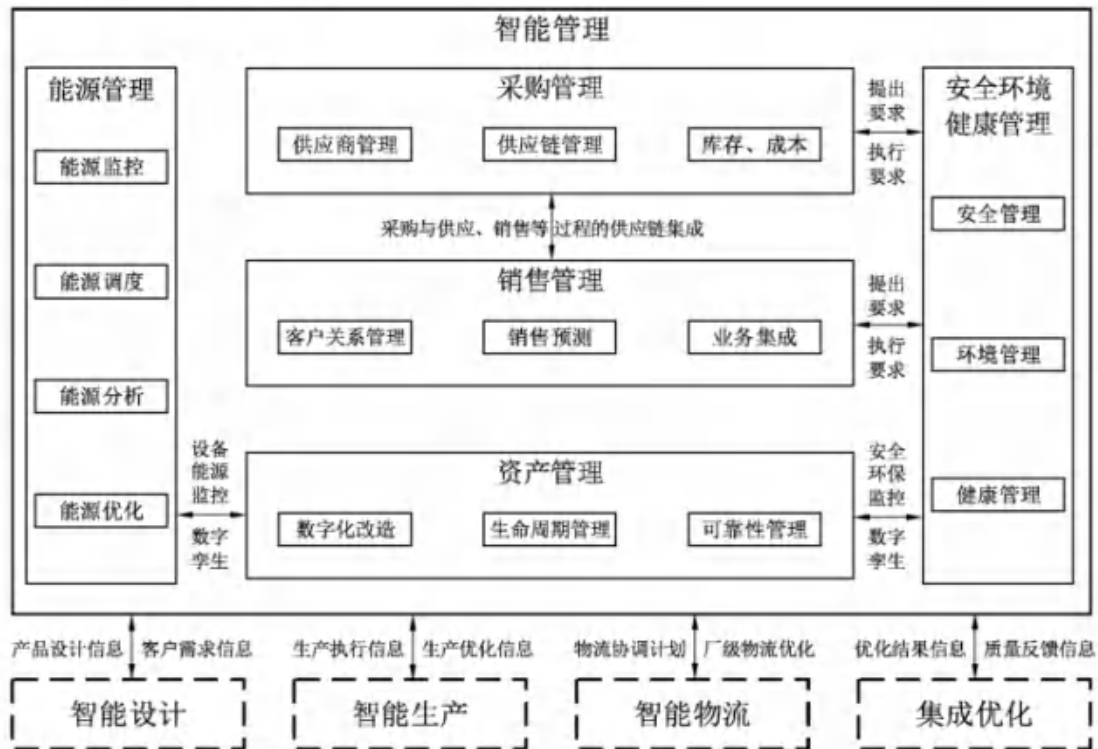 智能管理
能源管理
能源监控
能源调度
能源分析
能源优化
采购管理
供应商管理
供应链管理
库存、成本
提出
要求
执行
要求
安全环境
健康管理
安全管理
环境管理
健康管理
采购与供应、销售等过程的供应链集成
销售管理
客户关系管理
销售预测
业务集成
提出
要求
执行
要求
设备
能源
监控
数字
孪生
资产管理
数字化改造
生命周期管理
可靠性管理
安全
环保
监控
数字
孪生
产品设计信息
客户需求信息
生产执行信息
生产优化信息
物流协调计划
厂级物流优化
优化结果信息
质量反馈信息
智能设计
智能生产
智能物流
集成优化